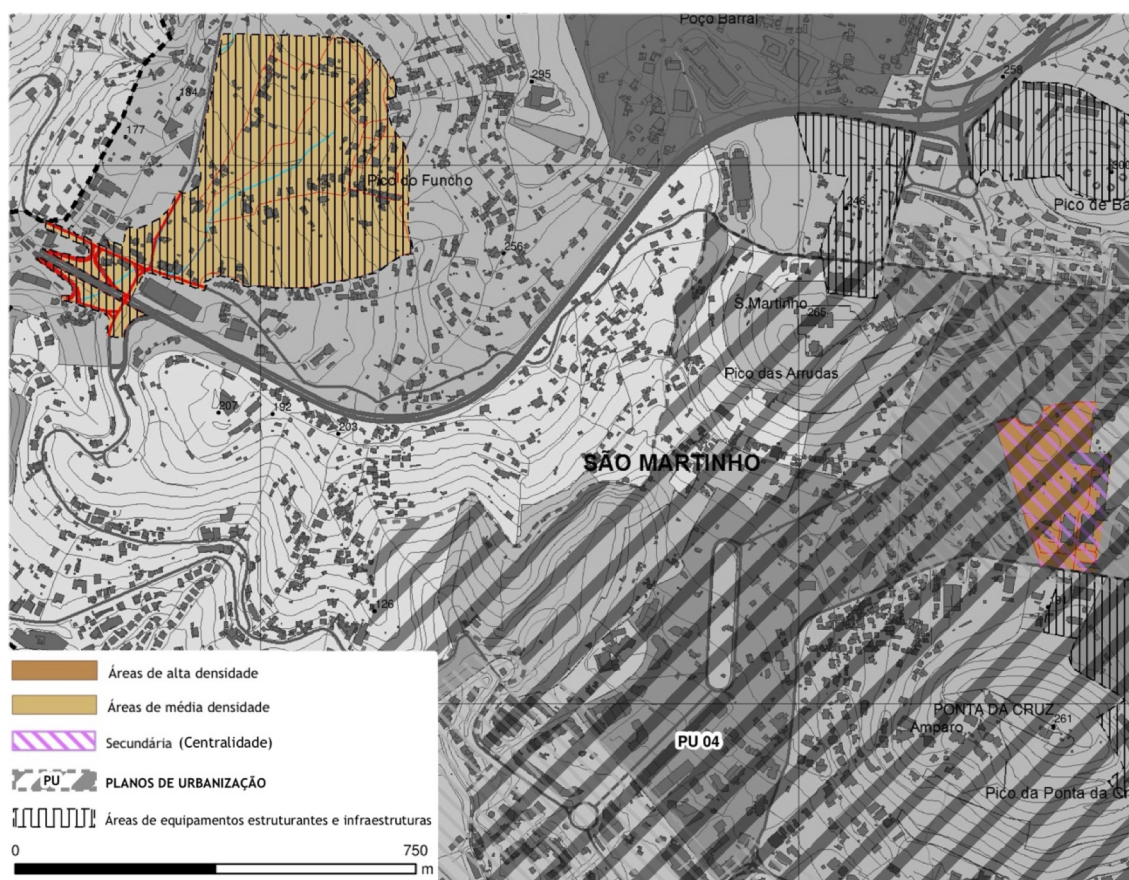 Poço Barral
295
258
184
177
300
Pico do Funcho
246
Pico de Ba
256
S.Martinho
265
Pico das Arrudas
207
192
203
SÃO MARTINHO
126
Áreas de alta densidade
Áreas de média densidade
PONTA DA CRUZ
261
Amparo
Secundária (Centralidade)
PU 04
PU
PLANOS DE URBANIZAÇÃO
Pico da Ponta da C
Áreas de equipamentos estruturantes e infraestruturas
0
750
m